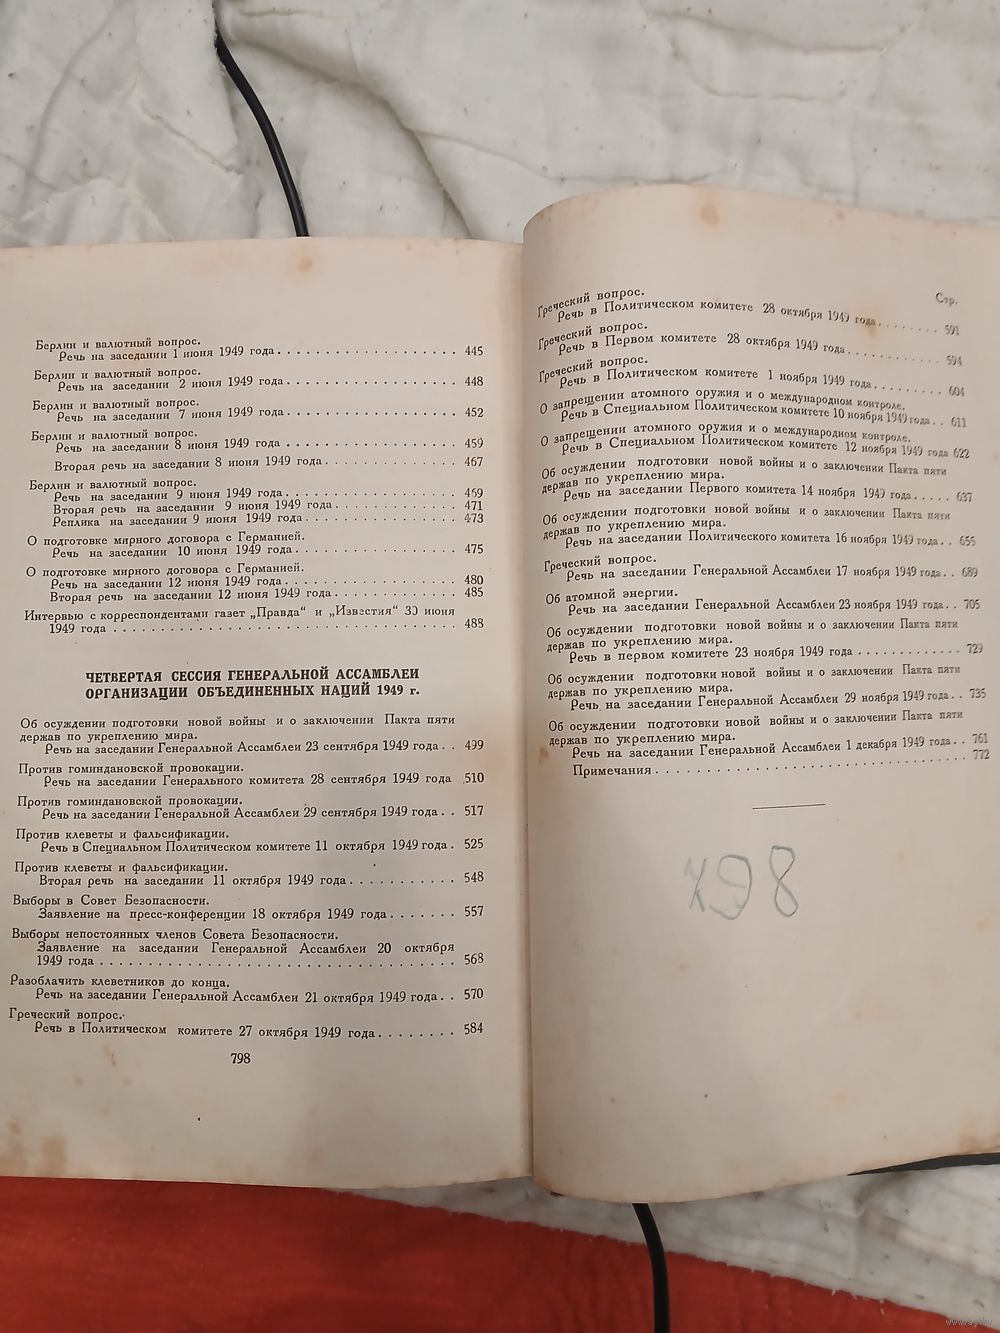 Берлин и валютный вопрос.
Речь на заседании 1 июня 1949 года . . . . . . . . . . . . . . . . . . 445
Берлин и валютный вопрос.
Речь на заседании 2 июня 1949 года . . . . . . . . . . . . . . . . . 448
Берлин и валютный вопрос.
Речь на заседании 7 июня 1949 года . . . . . . . . . . . . . . . . . 452
Берлин и валютный вопрос.
Речь на заседании 8 июня 1949 года . . . . . . . . . . . . . . . . . 459
Вторая речь на заседании 8 июня 1949 года . . . . . . . . . . . . . 467
Берлин и валютный вопрос.
Речь на заседании 9 июня 1949 года . . . . . . . . . . . . . . . . . 469
Вторая речь на заседании 9 июня 1949 года . . . . . . . . . . . . 471
Реплика на заседании 9 июня 1949 года . . . . . . . . . . . . . . . 473
О подготовке мирного договора с Германией.
Речь на заседании 10 июня 1949 года . . . . . . . . . . . . . . . . 475
О подготовке мирного договора с Германией.
Речь на заседании 12 июня 1949 года . . . . . . . . . . . . . . . . . 480
Вторая речь на заседании 12 июня 1949 года . . . . . . . . . . . . 485
Интервью с корреспондентами газет „Правда“ и „Известия“ 30 июня
1949 года . . . . . . . . . . . . . . . . . . . . . . . . . . . . . . . 488
ЧЕТВЕРТАЯ СЕССИЯ ГЕНЕРАЛЬНОЙ АССАМБЛЕИ
ОРГАНИЗАЦИИ ОБЪЕДИНЕННЫХ НАЦИЙ 1949 г.
Об осуждении подготовки новой войны и о заключении Пакта пяти
держав по укреплению мира.
Речь на заседании Генеральной Ассамблеи 23 сентября 1949 года . . 499
Против гоминдановской провокации.
Речь на заседании Генерального комитета 28 сентября 1949 года 510
Против гоминдановской провокации.
Речь на заседании Генеральной Ассамблеи 29 сентября 1949 года . . 517
Против клеветы и фальсификации.
Речь в Специальном Политическом комитете 11 октября 1949 года . 525
Против клеветы и фальсификации.
Вторая речь на заседании 11 октября 1949 года . . . . . . . . . . . 548
Выборы в Совет Безопасности.
Заявление на пресс-конференции 18 октября 1949 года . . . . . . . 557
Выборы непостоянных членов Совета Безопасности.
Заявление на заседании Генеральной Ассамблеи 20 октября
1949 года . . . . . . . . . . . . . . . . . . . . . . . . . . . . . . . 568
Разоблачить клеветников до конца.
Речь на заседании Генеральной Ассамблеи 21 октября 1949 года . . 570
Греческий вопрос.
Речь в Политическом комитете 27 октября 1949 года . . . . . . . . 584
798
Стр.
Греческий вопрос.
Речь в Политическом комитете 28 октября 1949 года . . . . . . . . 591
Греческий вопрос.
Речь в Первом комитете 28 октября 1949 года . . . . . . . . . . . 594
Греческий вопрос.
Речь в Политическом комитете 1 ноября 1949 года . . . . . . . . . 604
О запрещении атомного оружия и о международном контроле.
Речь в Специальном Политическом комитете 10 ноября 1949 года . . 611
О запрещении атомного оружия и о международном контроле.
Речь в Специальном Политическом комитете 12 ноября 1949 года 622
Об осуждении подготовки новой войны и о заключении Пакта пяти
держав по укреплению мира.
Речь на заседании Первого комитета 14 ноября 1949 года . . . . . 637
Об осуждении подготовки новой войны и о заключении Пакта пяти
держав по укреплению мира.
Речь на заседании Политического комитета 16 ноября 1949 года . . 656
Греческий вопрос.
Речь на заседании Генеральной Ассамблеи 17 ноября 1949 года . . 689
Об атомной энергии.
Речь на заседании Генеральной Ассамблеи 23 ноября 1949 года . . 705
Об осуждении подготовки новой войны и о заключении Пакта пяти
держав по укреплению мира.
Речь в первом комитете 23 ноября 1949 года . . . . . . . . . . . . 729
Об осуждении подготовки новой войны и о заключении Пакта пяти
держав по укреплению мира.
Речь на заседании Генеральной Ассамблеи 29 ноября 1949 года . . 735
Об осуждении подготовки новой войны и о заключении Пакта пяти
держав по укреплению мира.
Речь на заседании Генеральной Ассамблеи 1 декабря 1949 года . . 761
Примечания . . . . . . . . . . . . . . . . . . . . . . . . . . . . . 772
798